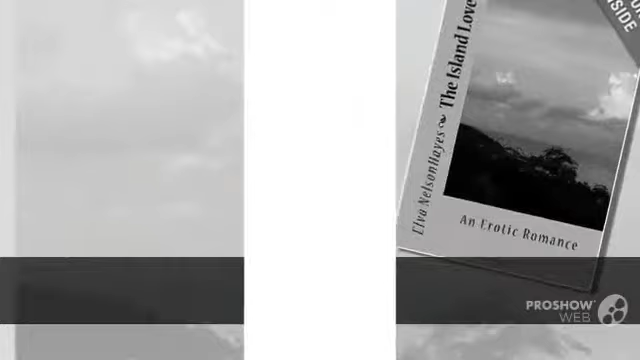 Elva NelsonHayes ~ The Island Love
An Erotic Romance
SIDE
PROSHOW
WEB